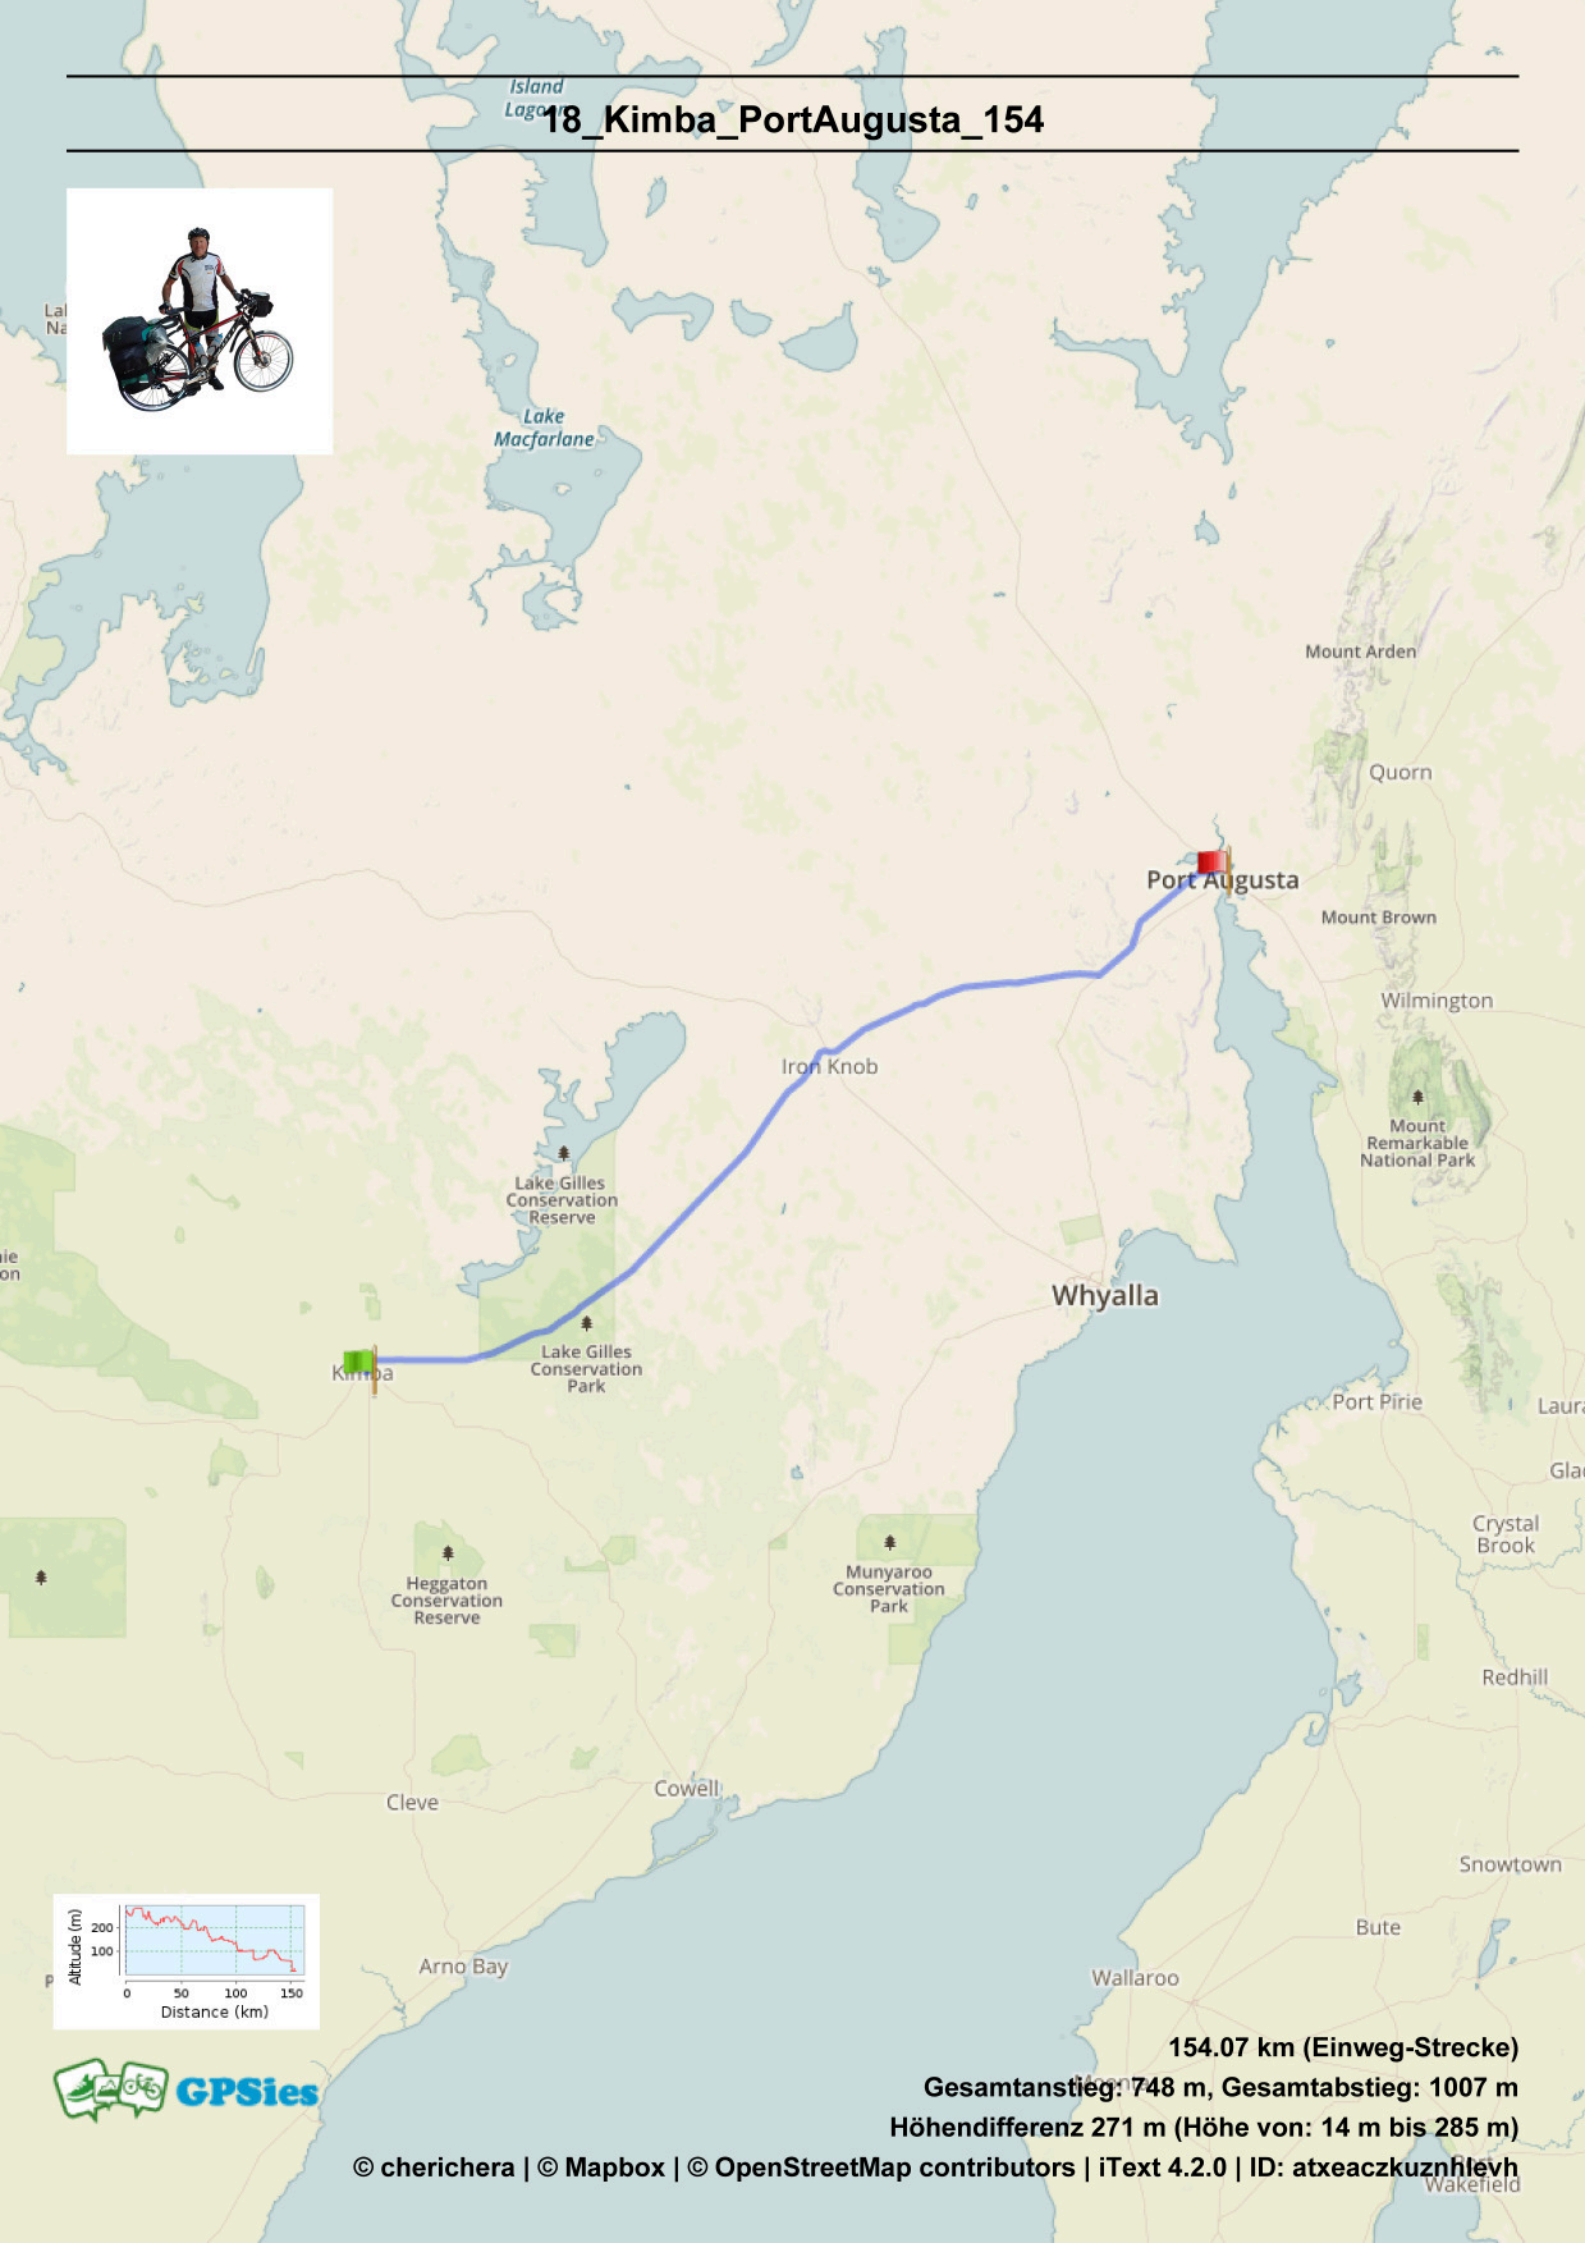 Island
Lagoon
18_Kimba_PortAugusta_154
Lake
Macfarlane
Mount Arden
Quorn
Port Augusta
Mount Brown
Wilmington
Iron Knob
Mount
Remarkable
National Park
Lake Gilles
Conservation
Reserve
Whyalla
Kimba
Lake Gilles
Conservation
Park
Port Pirie
Laura
Crystal
Brook
Heggaton
Conservation
Reserve
Munyaroo
Conservation
Park
Redhill
Cleve
Cowell
Snowtown
Bute
Arno Bay
Wallaroo
Altitude (m)
200
100
0 50 100 150
Distance (km)
GPSies
154.07 km (Einweg-Strecke)
Gesamtanstieg: 748 m, Gesamtabstieg: 1007 m
Höhendifferenz 271 m (Höhe von: 14 m bis 285 m)
© cherichera | © Mapbox | © OpenStreetMap contributors | iText 4.2.0 | ID: atxeaczkuznhlevh
Port
Wakefield